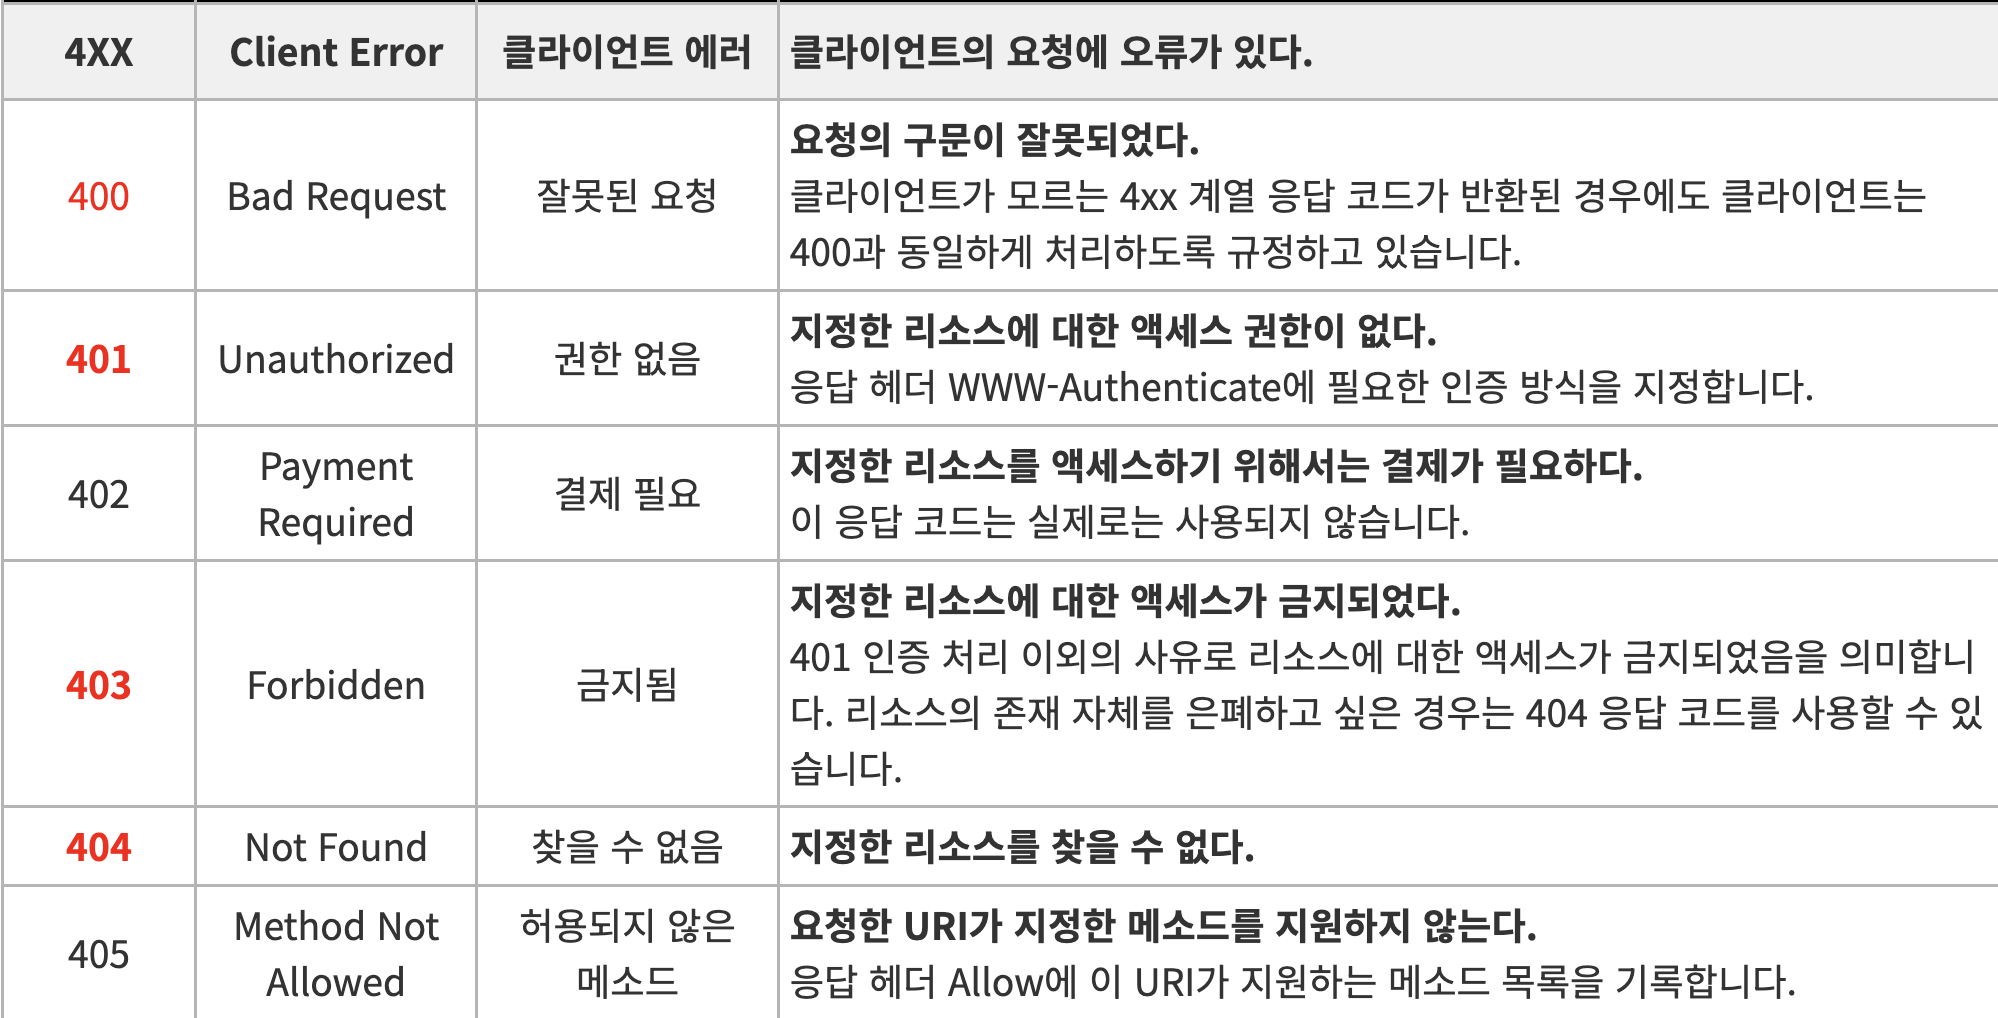 4XX Client Error 클라이언트 에러 클라이언트의 요청에 오류가 있다.
400 Bad Request 잘못된 요청 요청의 구문이 잘못되었다.
클라이언트가 모르는 4xx 계열 응답 코드가 반환된 경우에도 클라이언트는
400과 동일하게 처리하도록 규정하고 있습니다.
401 Unauthorized 권한 없음 지정한 리소스에 대한 액세스 권한이 없다.
응답 헤더 WWW-Authenticate에 필요한 인증 방식을 지정합니다.
402 Payment
Required 결제 필요 지정한 리소스를 액세스하기 위해서는 결제가 필요하다.
이 응답 코드는 실제로는 사용되지 않습니다.
403 Forbidden 금지됨 지정한 리소스에 대한 액세스가 금지되었다.
401 인증 처리 이외의 사유로 리소스에 대한 액세스가 금지되었음을 의미합니
다. 리소스의 존재 자체를 은폐하고 싶은 경우는 404 응답 코드를 사용할 수 있
습니다.
404 Not Found 찾을 수 없음 지정한 리소스를 찾을 수 없다.
405 Method Not
Allowed 허용되지 않은
메소드 요청한 URI가 지정한 메소드를 지원하지 않는다.
응답 헤더 Allow에 이 URI가 지원하는 메소드 목록을 기록합니다.